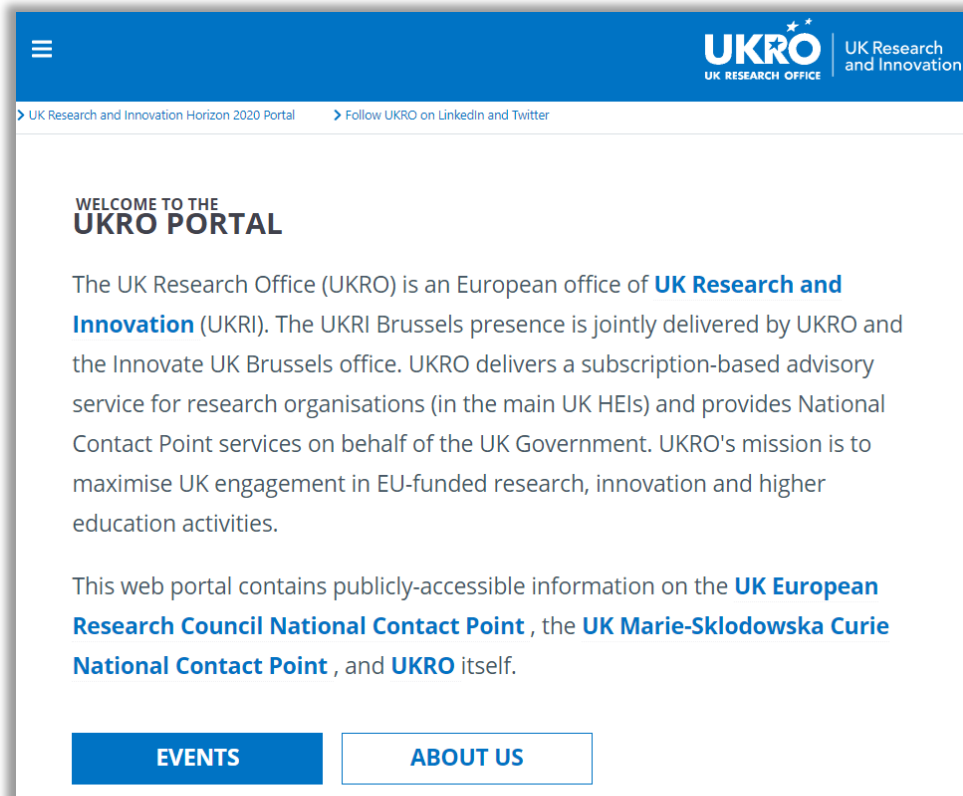 UKRO
UK RESEARCH OFFICE
UK Research
and Innovation
UK Research and Innovation Horizon 2020 Portal
Follow UKRO on LinkedIn and Twitter
WELCOME TO THE
UKRO PORTAL
The UK Research Office (UKRO) is an European office of UK Research and
Innovation (UKRI). The UKRI Brussels presence is jointly delivered by UKRO and
the Innovate UK Brussels office. UKRO delivers a subscription-based advisory
service for research organisations (in the main UK HEIs) and provides National
Contact Point services on behalf of the UK Government. UKRO's mission is to
maximise UK engagement in EU-funded research, innovation and higher
education activities.
This web portal contains publicly-accessible information on the UK European
Research Council National Contact Point , the UK Marie-Sklodowska Curie
National Contact Point , and UKRO itself.
EVENTS
ABOUT US